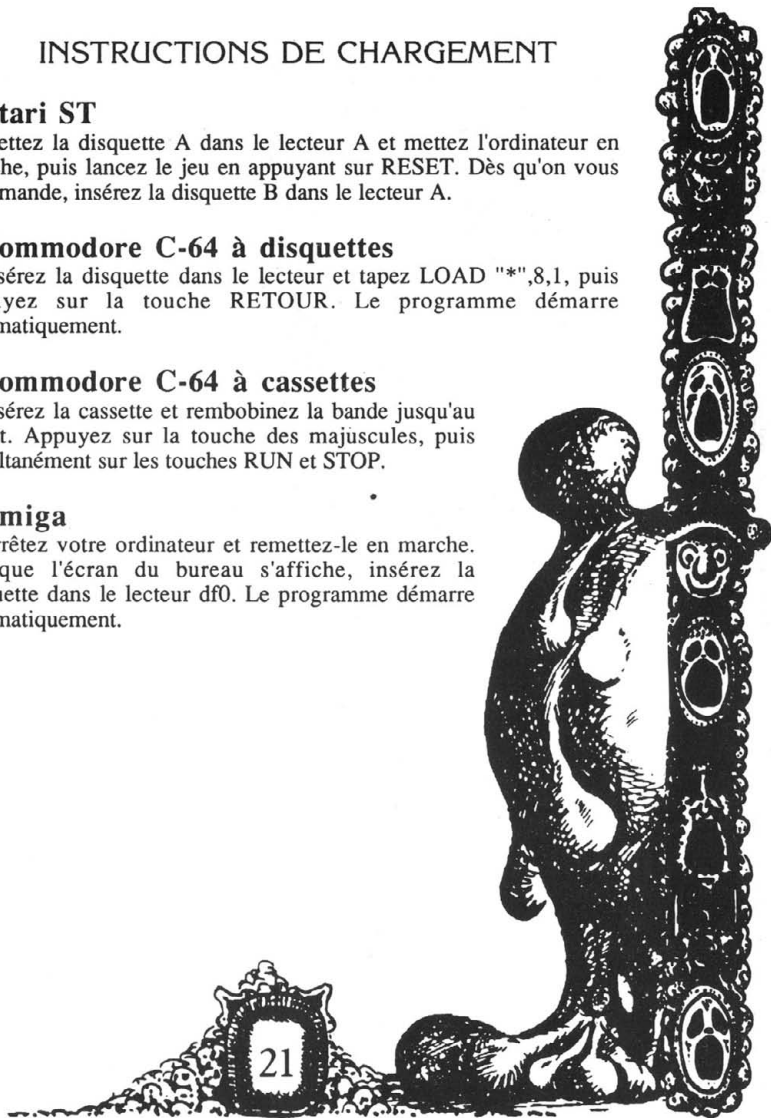 INSTRUCTIONS DE CHARGEMENT
tari ST
ettez la disquette A dans le lecteur A et mettez l'ordinateur en
he, puis lancez le jeu en appuyant sur RESET. Dès qu'on vous
mande, insérez la disquette B dans le lecteur A.
ommodore C-64 à disquettes
sérez la disquette dans le lecteur et tapez LOAD "*",8,1, puis
yez sur la touche RETOUR. Le programme démarre
matiquement.
ommodore C-64 à cassettes
sérez la cassette et rembobinez la bande jusqu'au
t. Appuyez sur la touche des majuscules, puis
ltanément sur les touches RUN et STOP.
miga
rêtez votre ordinateur et remettez-le en marche.
que l'écran du bureau s'affiche, insérez la
uette dans le lecteur df0. Le programme démarre
matiquement.
21